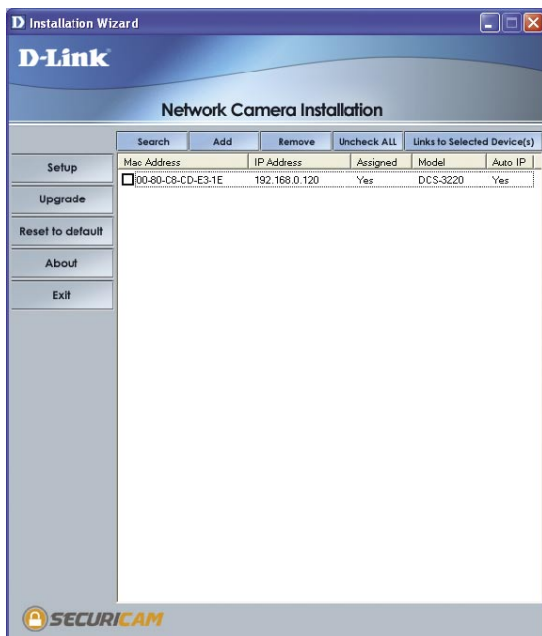 D Installation Wizard
D-Link
Network Camera Installation
Search Add Remove Uncheck ALL Links to Selected Device(s)
Mac Address IP Address Assigned Model Auto IP
00-80-C8-CD-E3-1E 192.168.0.120 Yes DCS-3220 Yes
Setup
Upgrade
Reset to default
About
Exit
SECURICAM